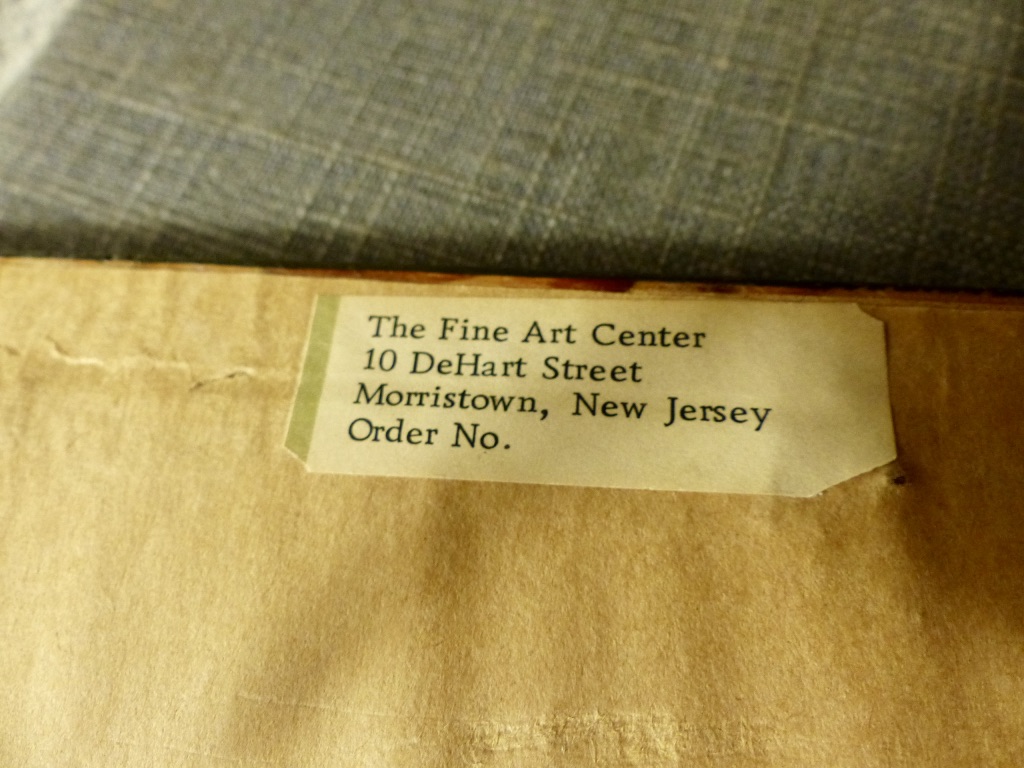 The Fine Art Center
10 DeHart Street
Morristown, New Jersey
Order No.